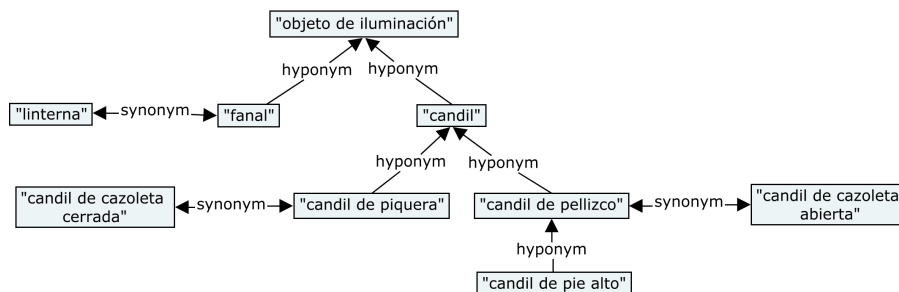 "objeto de iluminación"
hyponym
hyponym
"linterna"
synonym
"fanal"
"candil"
hyponym
hyponym
"candil de cazoleta
cerrada"
synonym
"candil de piquera"
"candil de pellizco"
synonym
"candil de cazoleta
abierta"
hyponym
"candil de pie alto"